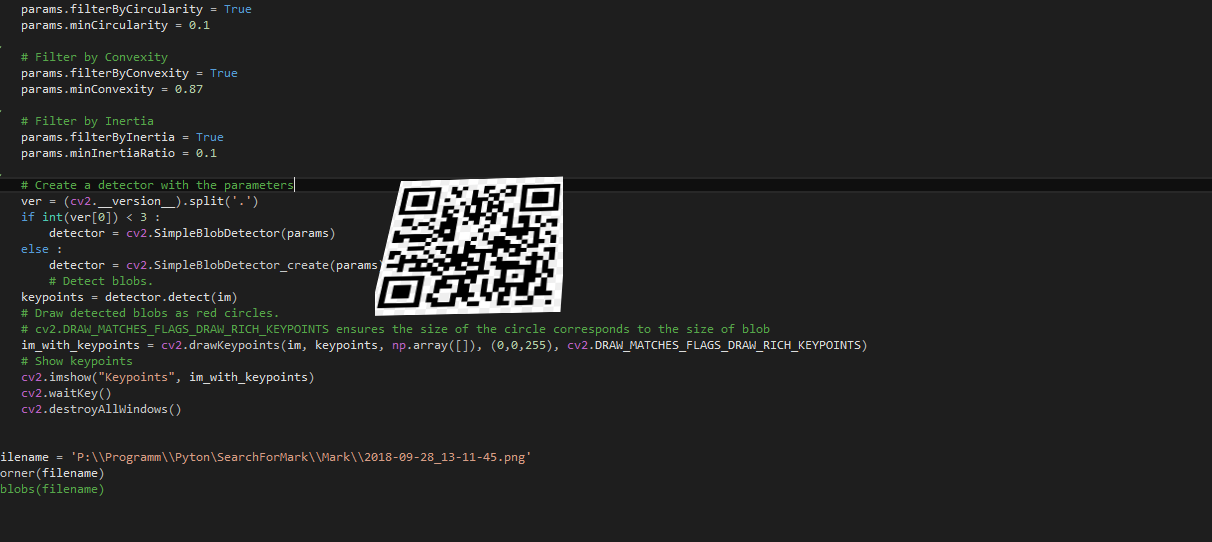 params.filterByCircularity = True
params.minCircularity = 0.1
# Filter by Convexity
params.filterByConvexity = True
params.minConvexity = 0.87
# Filter by Inertia
params.filterByInertia = True
params.minInertiaRatio = 0.1
# Create a detector with the parameters
ver = (cv2.__version__).split('.')
if int(ver[0]) < 3 :
detector = cv2.SimpleBlobDetector(params)
else :
detector = cv2.SimpleBlobDetector_create(params)
# Detect blobs.
keypoints = detector.detect(im)
# Draw detected blobs as red circles.
# cv2.DRAW_MATCHES_FLAGS_DRAW_RICH_KEYPOINTS ensures the size of the circle corresponds to the size of blob
im_with_keypoints = cv2.drawKeypoints(im, keypoints, np.array([]), (0,0,255), cv2.DRAW_MATCHES_FLAGS_DRAW_RICH_KEYPOINTS)
# Show keypoints
cv2.imshow("Keypoints", im_with_keypoints)
cv2.waitKey()
cv2.destroyAllWindows()
ilename = 'P:\\Programm\\Pyton\SearchForMark\\Mark\\2018-09-28_13-11-45.png'
orner(filename)
blobs(filename)